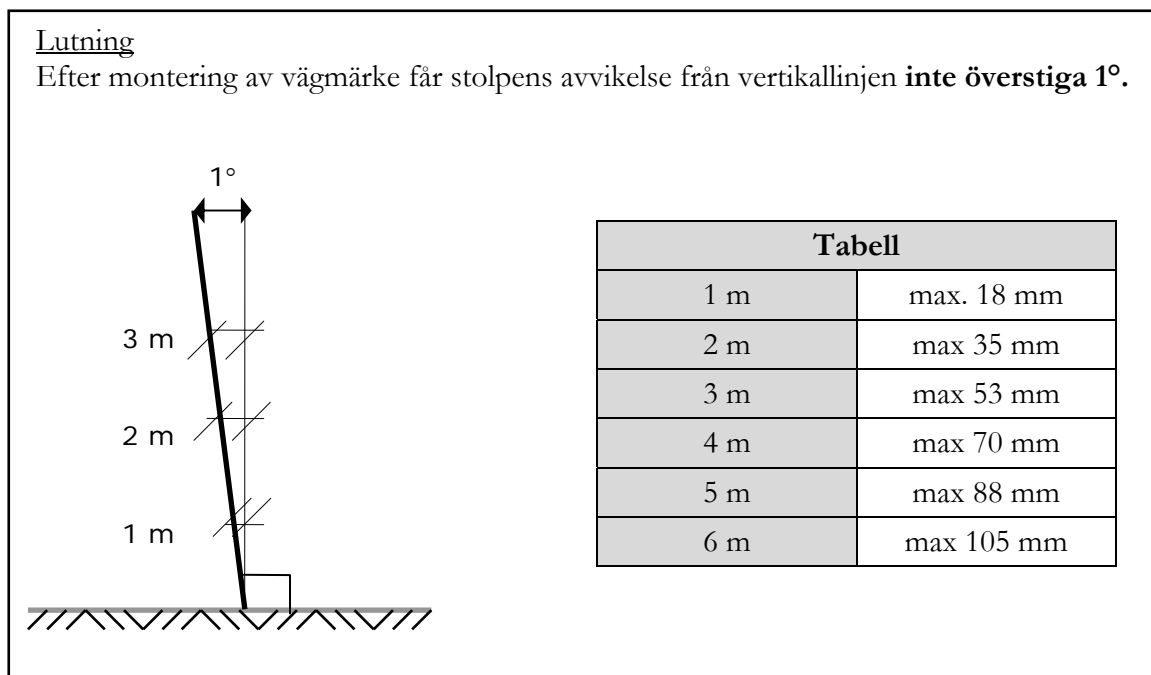 Lutning
Efter montering av vägmärke får stolpens avvikelse från vertikallinjen inte överstiga 1°.
1°
3 m
2 m
1 m
Tabell
1 m max. 18 mm
2 m max 35 mm
3 m max 53 mm
4 m max 70 mm
5 m max 88 mm
6 m max 105 mm